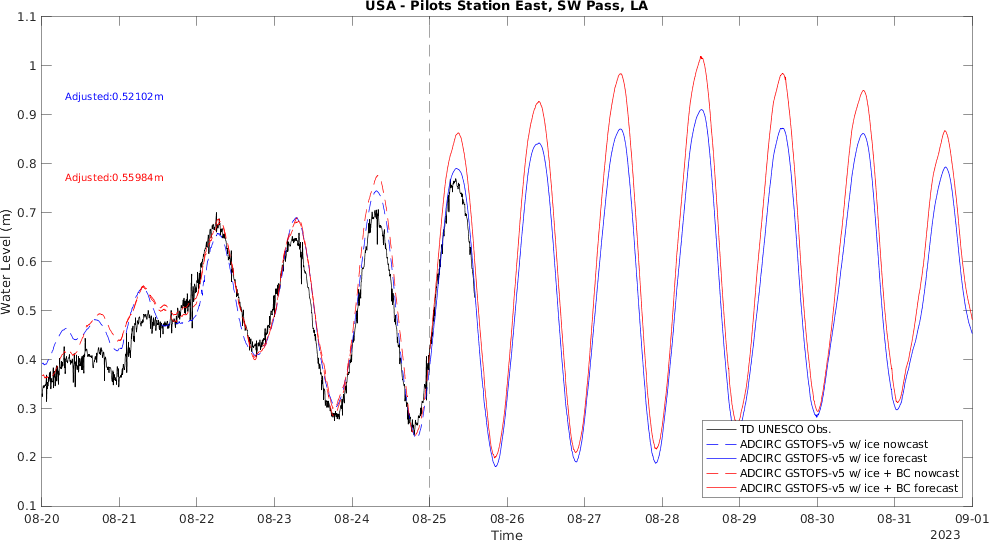 USA - Pilots Station East, SW Pass, LA
1.1
1
0.9
0.8
0.7
0.6
0.5
0.4
0.3
0.2
0.1
Water Level (m)
Adjusted:0.52102m
Adjusted:0.55984m
TD UNESCO Obs.
ADCIRC GSTOFS-v5 w/ ice nowcast
ADCIRC GSTOFS-v5 w/ ice forecast
ADCIRC GSTOFS-v5 w/ ice + BC nowcast
ADCIRC GSTOFS-v5 w/ ice + BC forecast
08-20 08-21 08-22 08-23 08-24 08-25 08-26 08-27 08-28 08-29 08-30 08-31 09-01
Time
2023